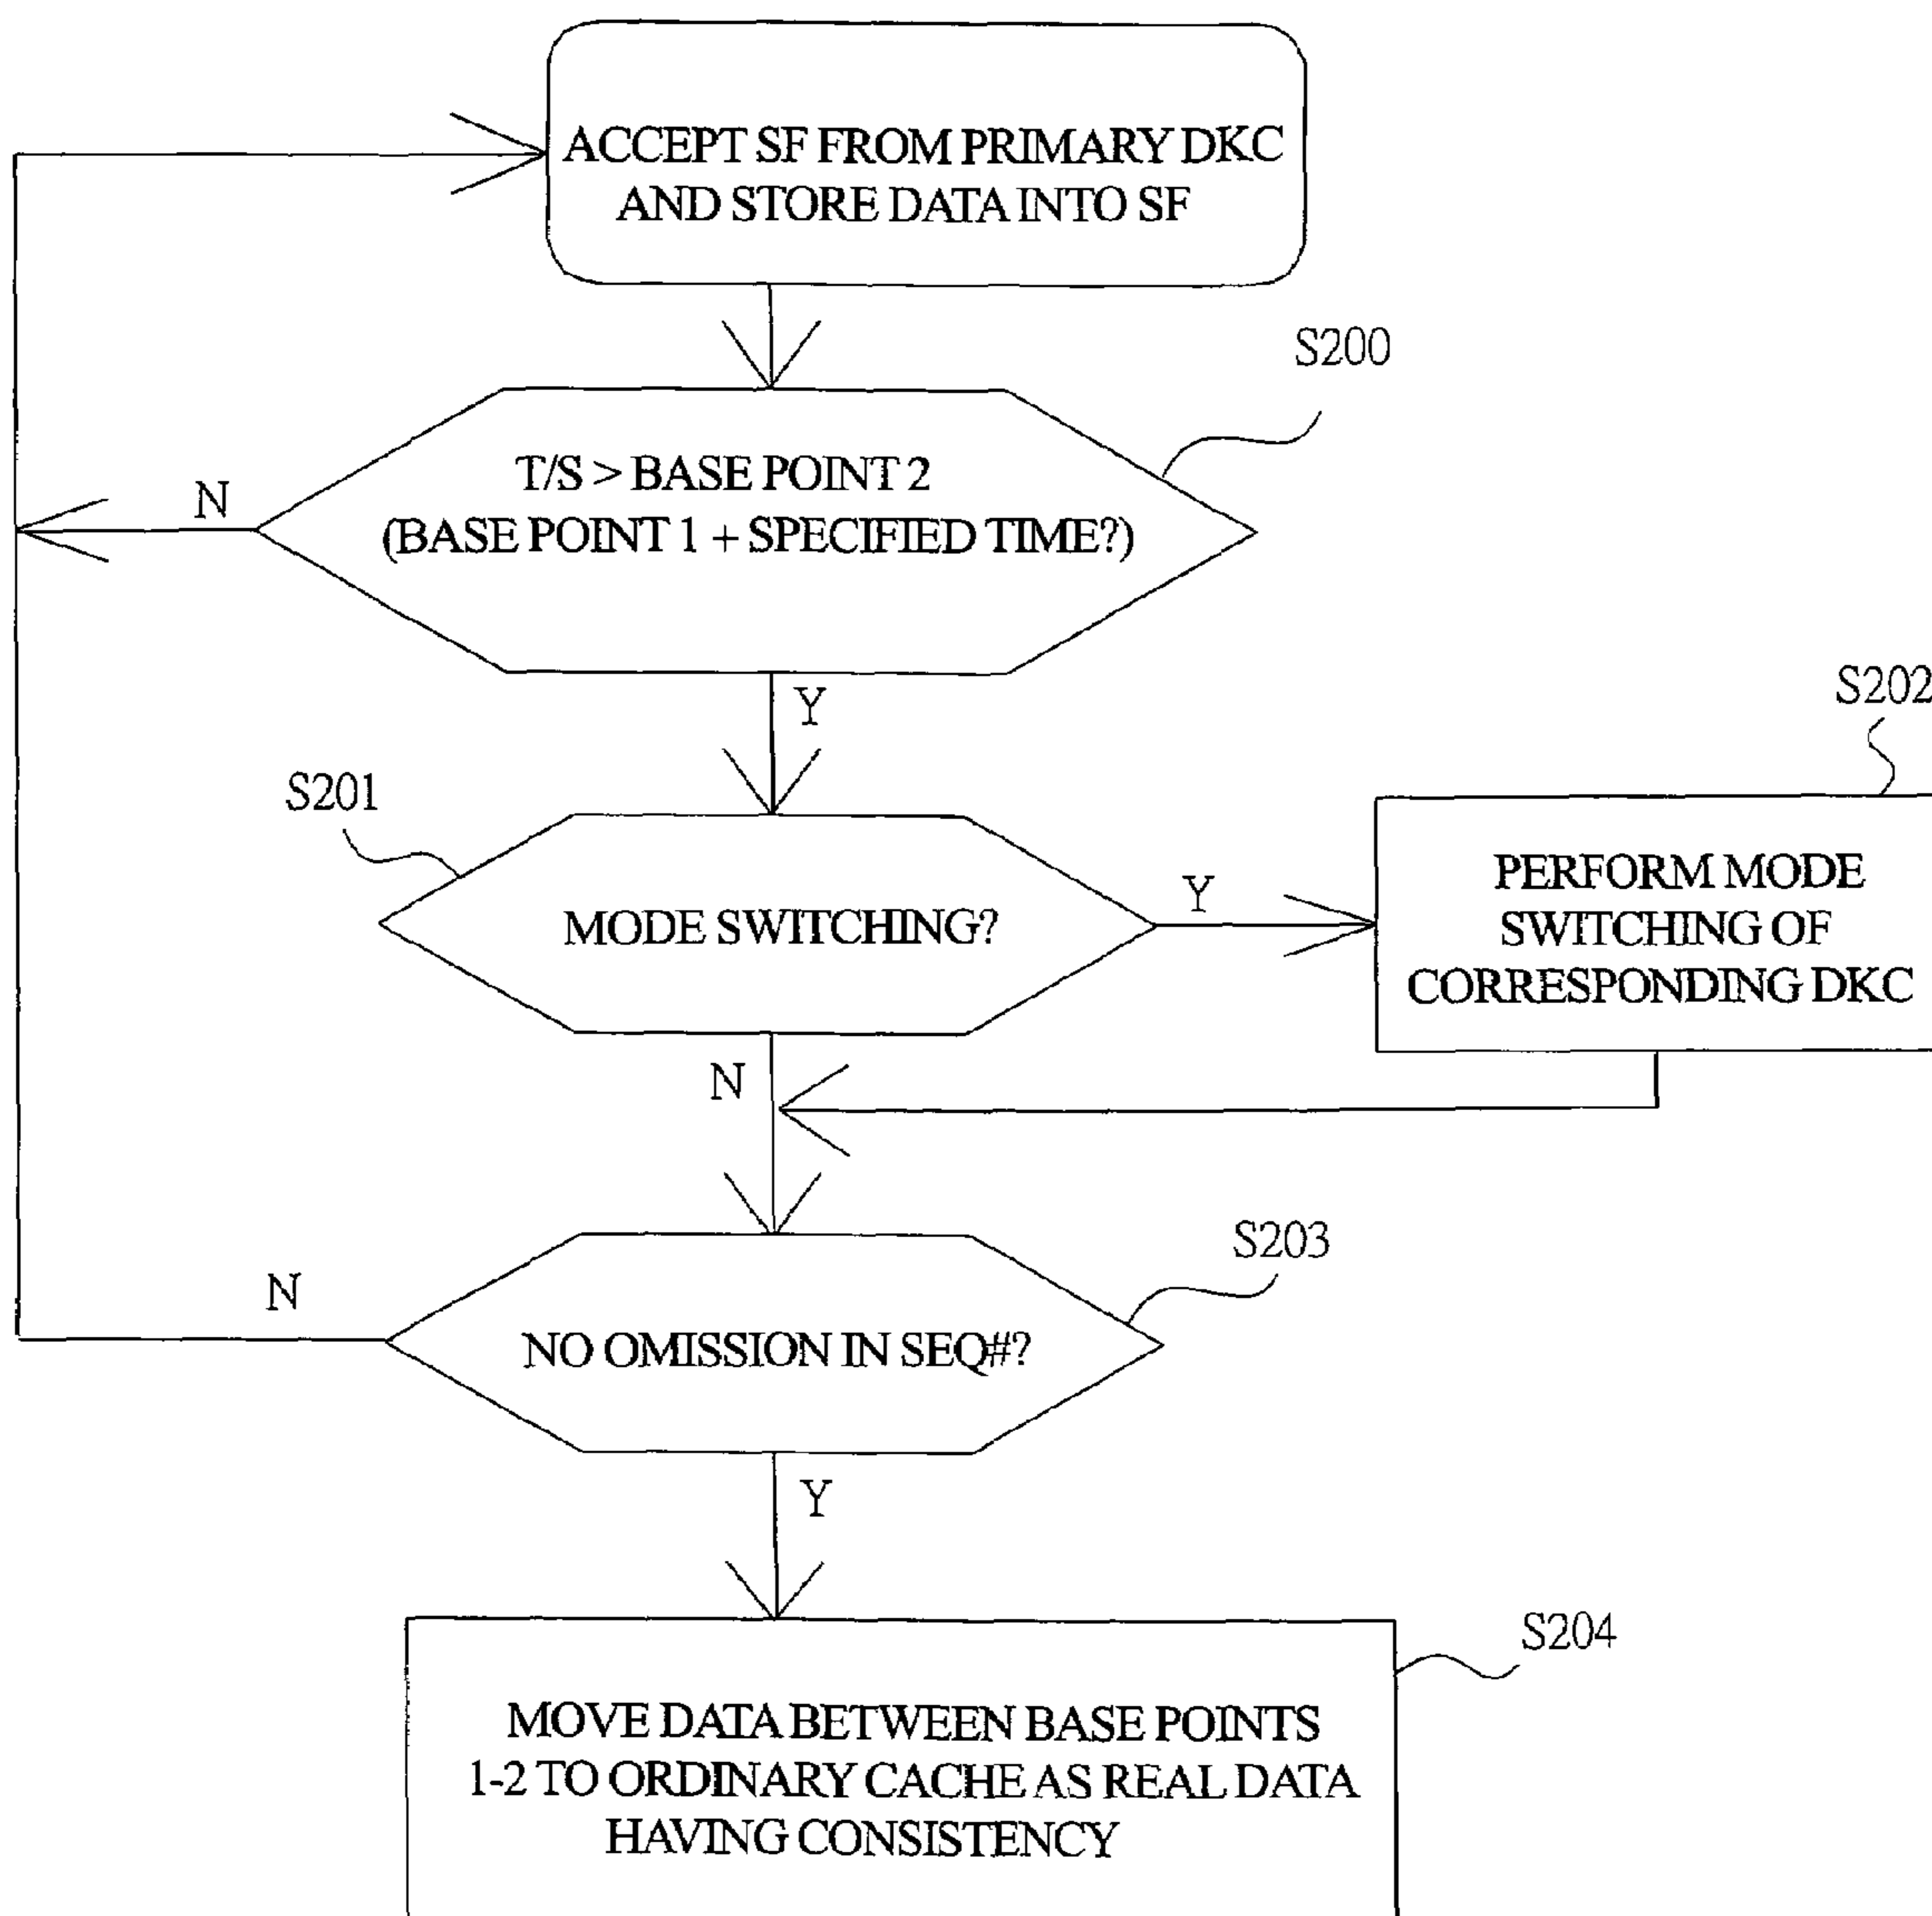 ACCEPT SF FROM PRIMARY DKC
AND STORE DATA INTO SF
S200
T/S > BASE POINT 2
(BASE POINT 1 + SPECIFIED TIME?)
N
Y
S202
S201
MODE SWITCHING?
Y
PERFORM MODE
SWITCHING OF
CORRESPONDING DKC
N
S203
N
NO OMISSION IN SEQ#?
Y
S204
MOVE DATA BETWEEN BASE POINTS
1-2 TO ORDINARY CACHE AS REAL DATA
HAVING CONSISTENCY